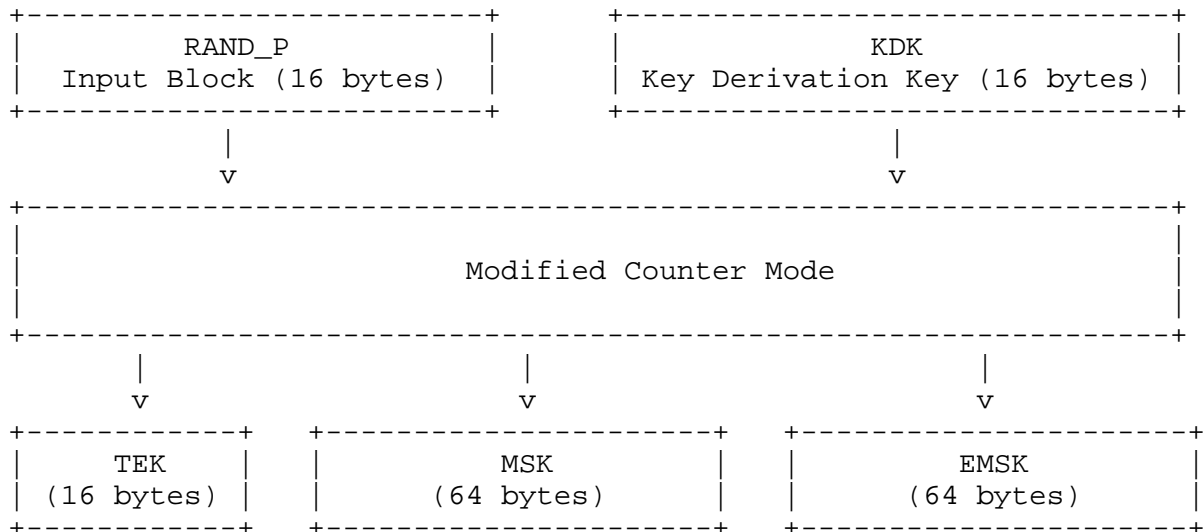 RAND_P KDK
Input Block (16 bytes) Key Derivation Key (16 bytes)
v v
Modified Counter Mode
v v v
TEK MSK EMSK
(16 bytes) (64 bytes) (64 bytes)